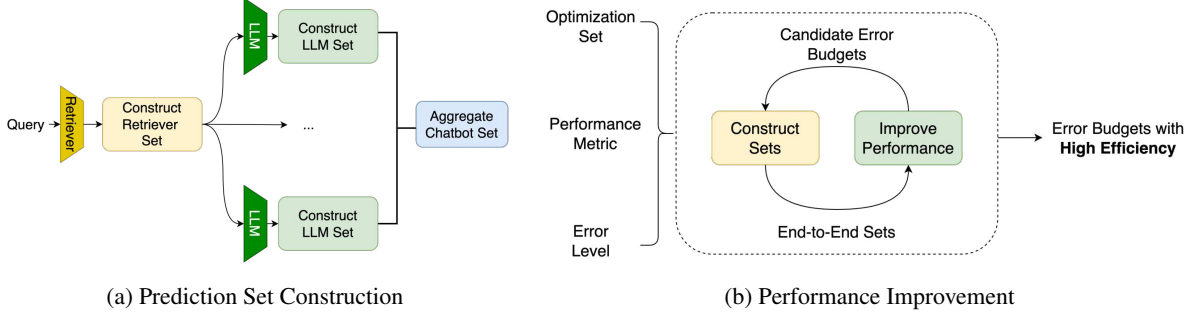 Query
Retriever
Construct
Retriever
Set
LLM
Construct
LLM Set
...
LLM
Construct
LLM Set
Aggregate
Chatbot Set
(a) Prediction Set Construction
Optimization
Set
Performance
Metric
Error
Level
Candidate Error
Budgets
Construct
Sets
Improve
Performance
End-to-End Sets
Error Budgets with
High Efficiency
(b) Performance Improvement